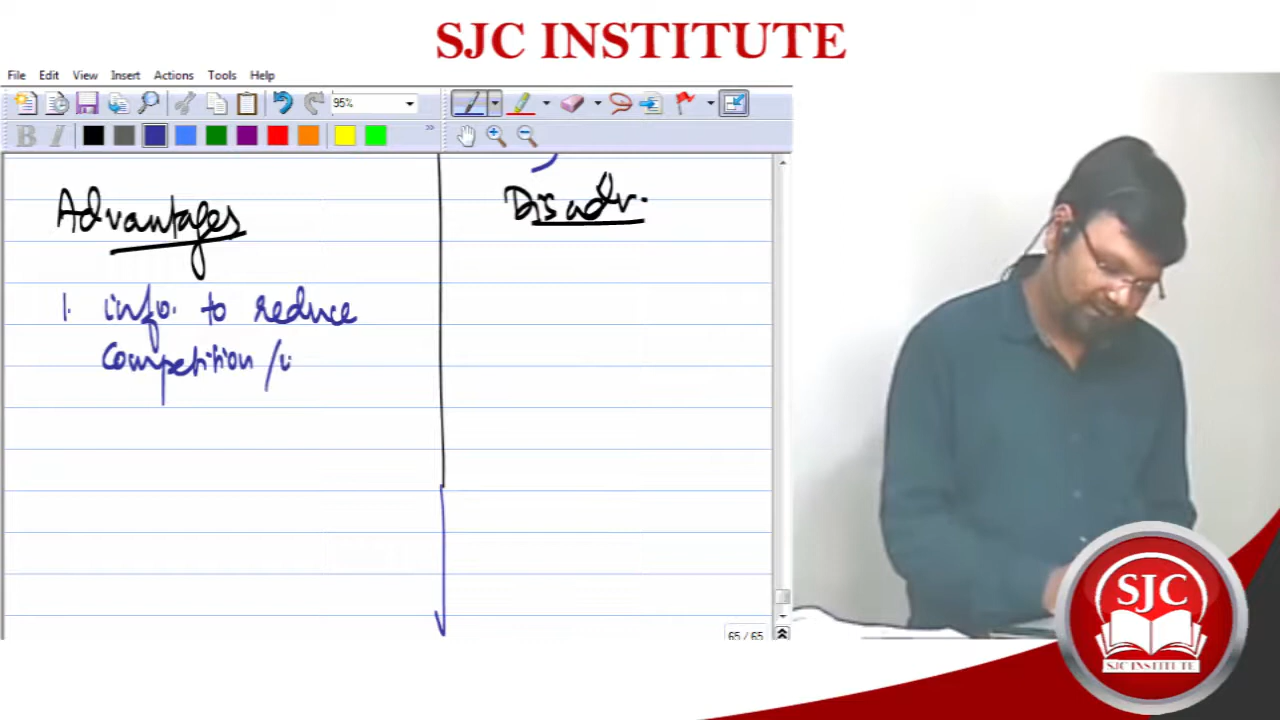 SJC INSTITUTE
File Edit View Insert Actions Tools Help
95%
B I
Advantages
Disadv.
1. info. to reduce
competition /
65 / 65
SJC
SJC INSTITUTE